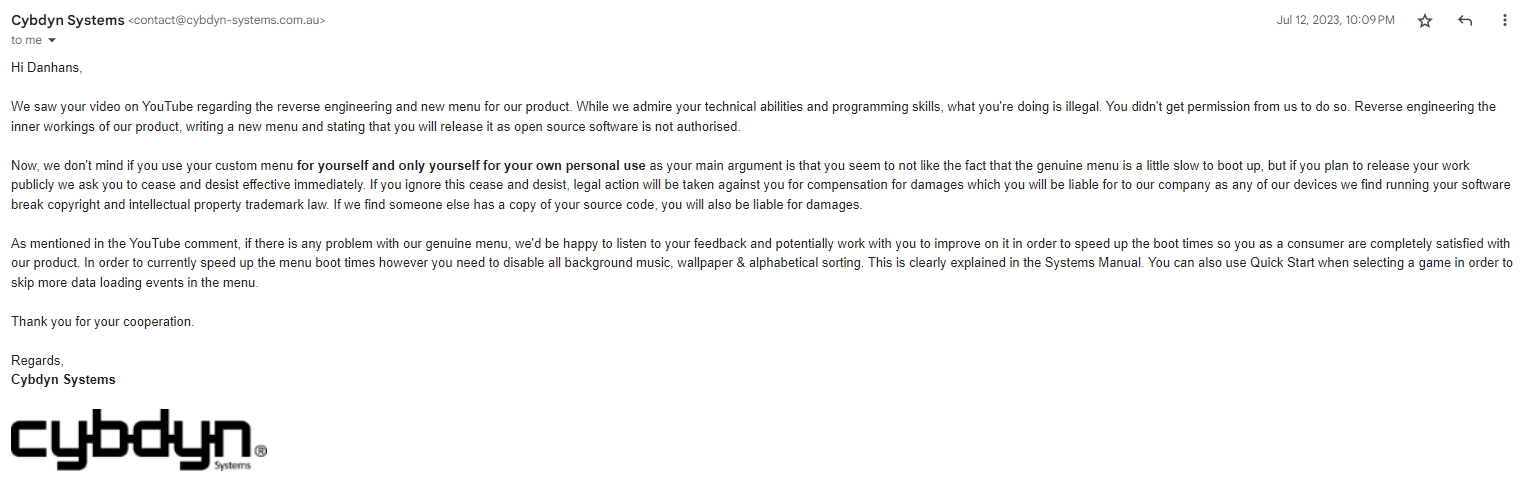 Cybdyn Systems <contact@cybdyn-systems.com.au>
Jul 12, 2023, 10:09 PM
to me
Hi Danhans,
We saw your video on YouTube regarding the reverse engineering and new menu for our product. While we admire your technical abilities and programming skills, what you're doing is illegal. You didn't get permission from us to do so. Reverse engineering the
inner workings of our product, writing a new menu and stating that you will release it as open source software is not authorised.
Now, we don't mind if you use your custom menu for yourself and only yourself for your own personal use as your main argument is that you seem to not like the fact that the genuine menu is a little slow to boot up, but if you plan to release your work
publicly we ask you to cease and desist effective immediately. If you ignore this cease and desist, legal action will be taken against you for compensation for damages which you will be liable for to our company as any of our devices we find running your software
break copyright and intellectual property trademark law. If we find someone else has a copy of your source code, you will also be liable for damages.
As mentioned in the YouTube comment, if there is any problem with our genuine menu, we'd be happy to listen to your feedback and potentially work with you to improve on it in order to speed up the boot times so you as a consumer are completely satisfied with
our product. In order to currently speed up the menu boot times however you need to disable all background music, wallpaper & alphabetical sorting. This is clearly explained in the Systems Manual. You can also use Quick Start when selecting a game in order to
skip more data loading events in the menu.
Thank you for your cooperation.
Regards,
Cybdyn Systems
cybdyn®
Systems